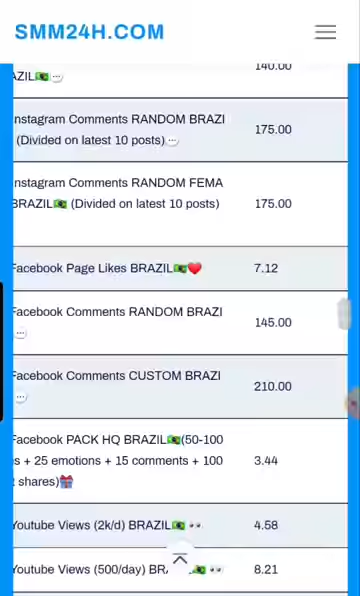 SMM24H.COM
AZIL🇧🇷💬
140.00
nstagram Comments RANDOM BRAZI
(Divided on latest 10 posts)💬
175.00
nstagram Comments RANDOM FEMA
BRAZIL🇧🇷 (Divided on latest 10 posts)
175.00
Facebook Page Likes BRAZIL🇧🇷❤️
7.12
Facebook Comments RANDOM BRAZI
💬
145.00
Facebook Comments CUSTOM BRAZI
💬
210.00
Facebook PACK HQ BRAZIL🇧🇷(50-100
s + 25 emotions + 15 comments + 100
shares)🎁
3.44
Youtube Views (2k/d) BRAZIL🇧🇷 👀
4.58
Youtube Views (500/day) BR 🇧🇷 👀
8.21